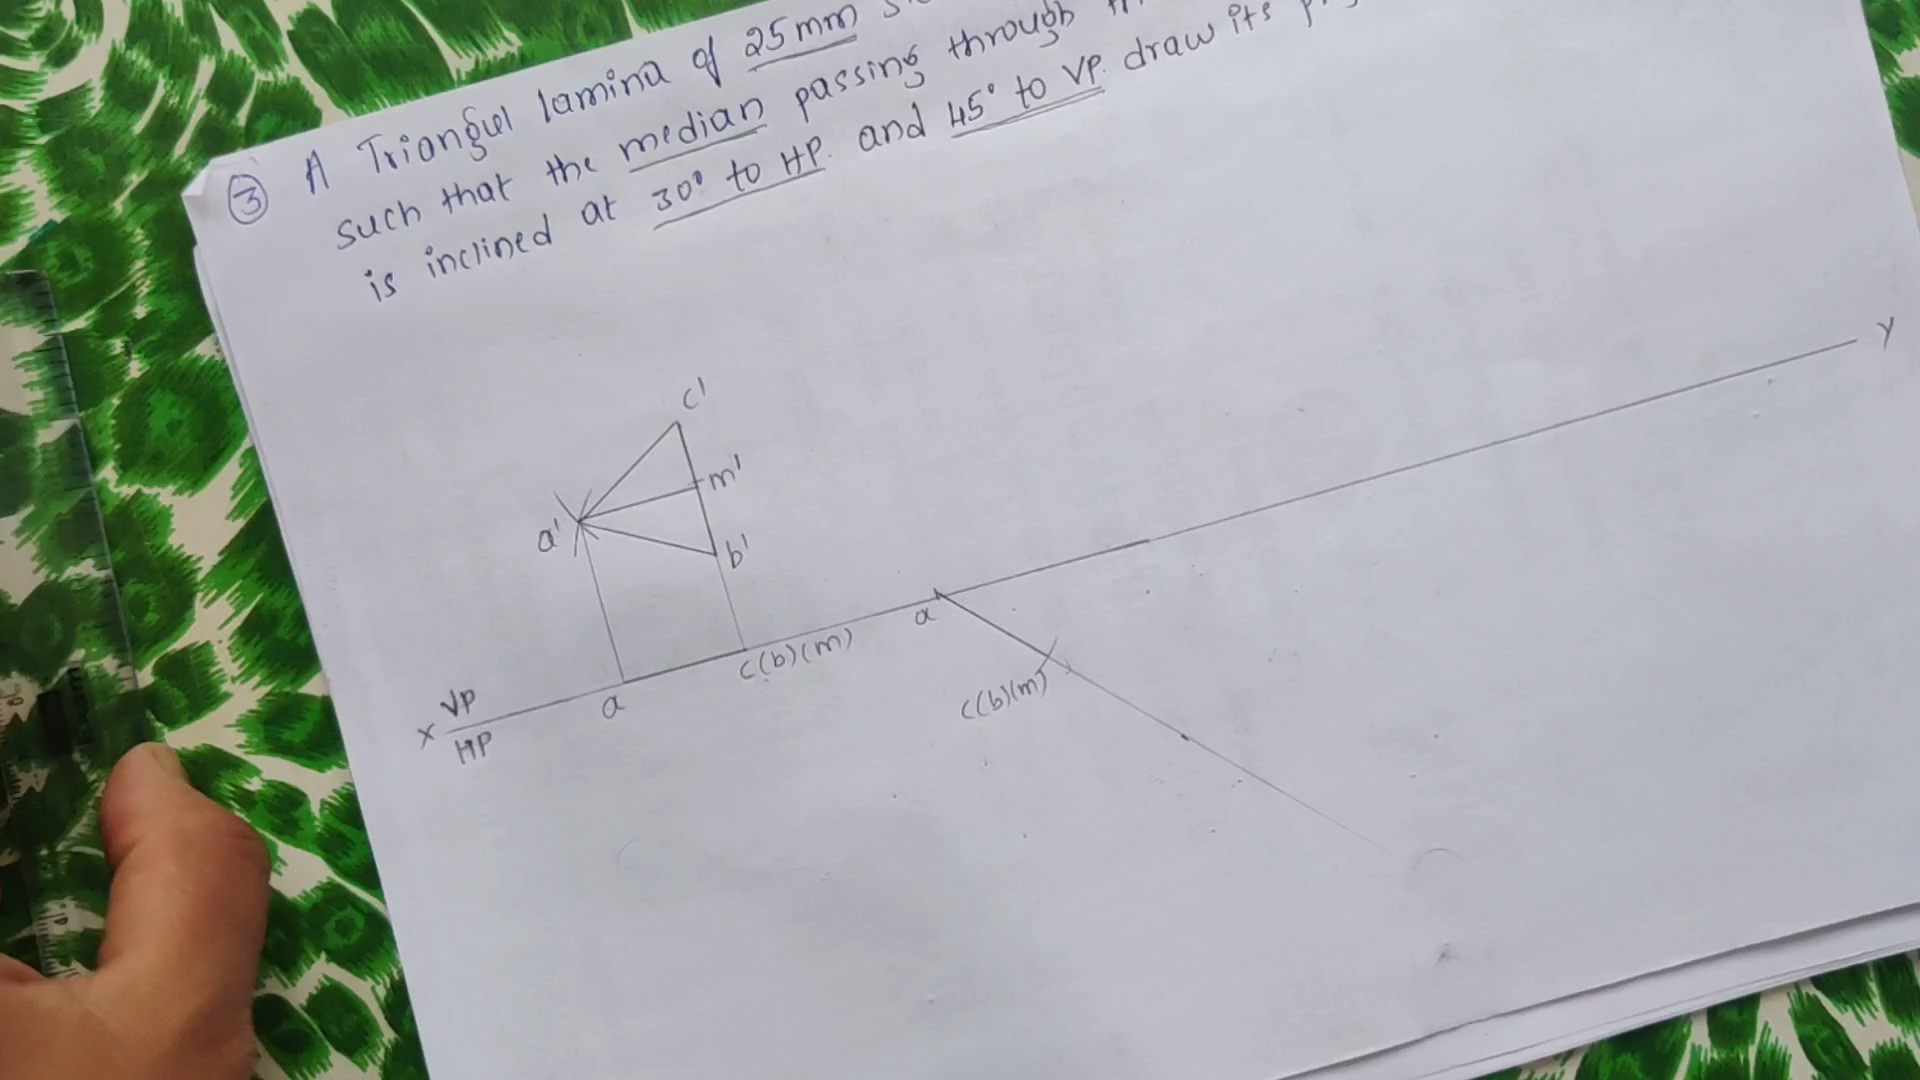 ③ A Triangul lamina of 25mm
such that the median passing through
is inclined at 30° to HP. and 45° to VP. draw its
c'
m'
a'
b'
Y
a
c(b)(m)
c(b)(m)
a
X VP
HP